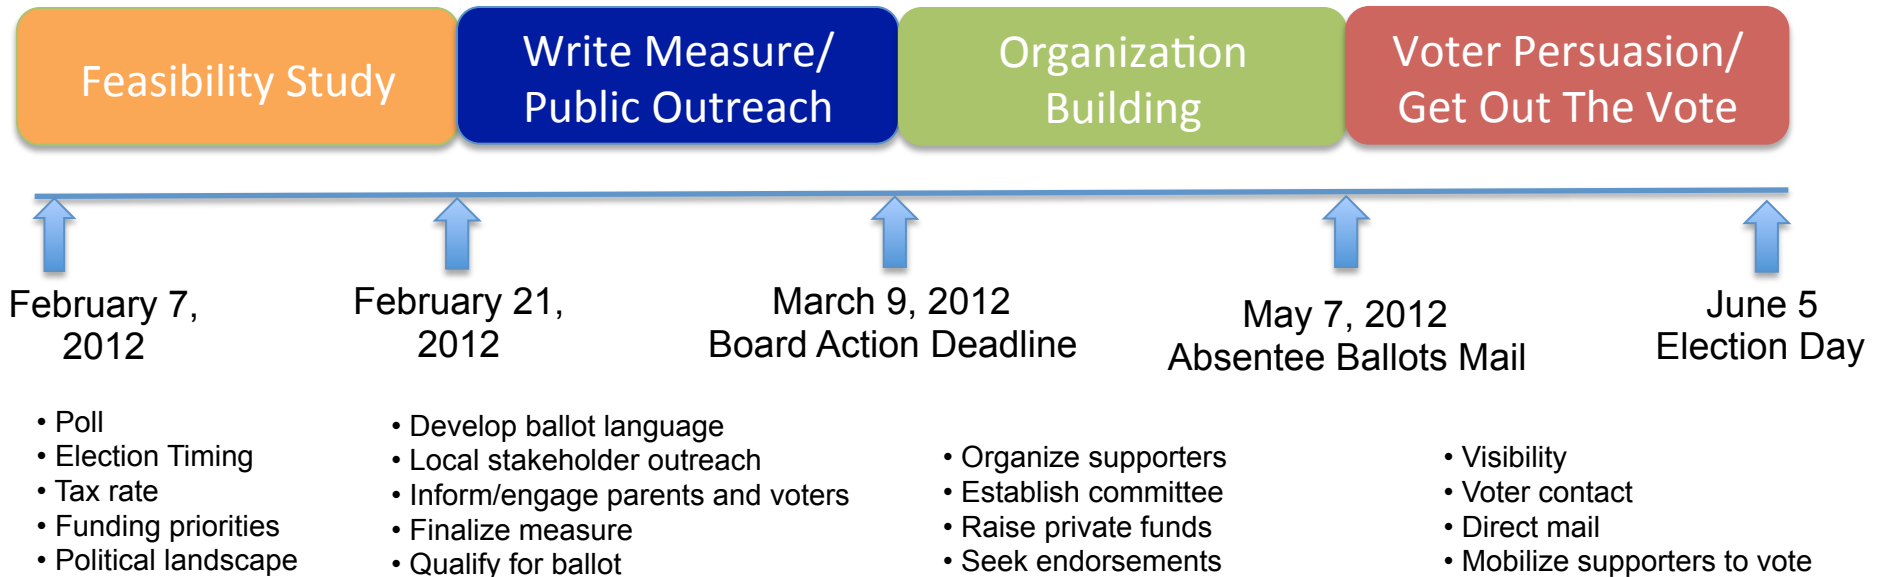 Feasibility Study
Write Measure/
Public Outreach
Organization
Building
Voter Persuasion/
Get Out The Vote
February 7,
2012
February 21,
2012
March 9, 2012
Board Action Deadline
May 7, 2012
Absentee Ballots Mail
June 5
Election Day
• Poll
• Election Timing
• Tax rate
• Funding priorities
• Political landscape
• Develop ballot language
• Local stakeholder outreach
• Inform/engage parents and voters
• Finalize measure
• Qualify for ballot
• Organize supporters
• Establish committee
• Raise private funds
• Seek endorsements
• Visibility
• Voter contact
• Direct mail
• Mobilize supporters to vote